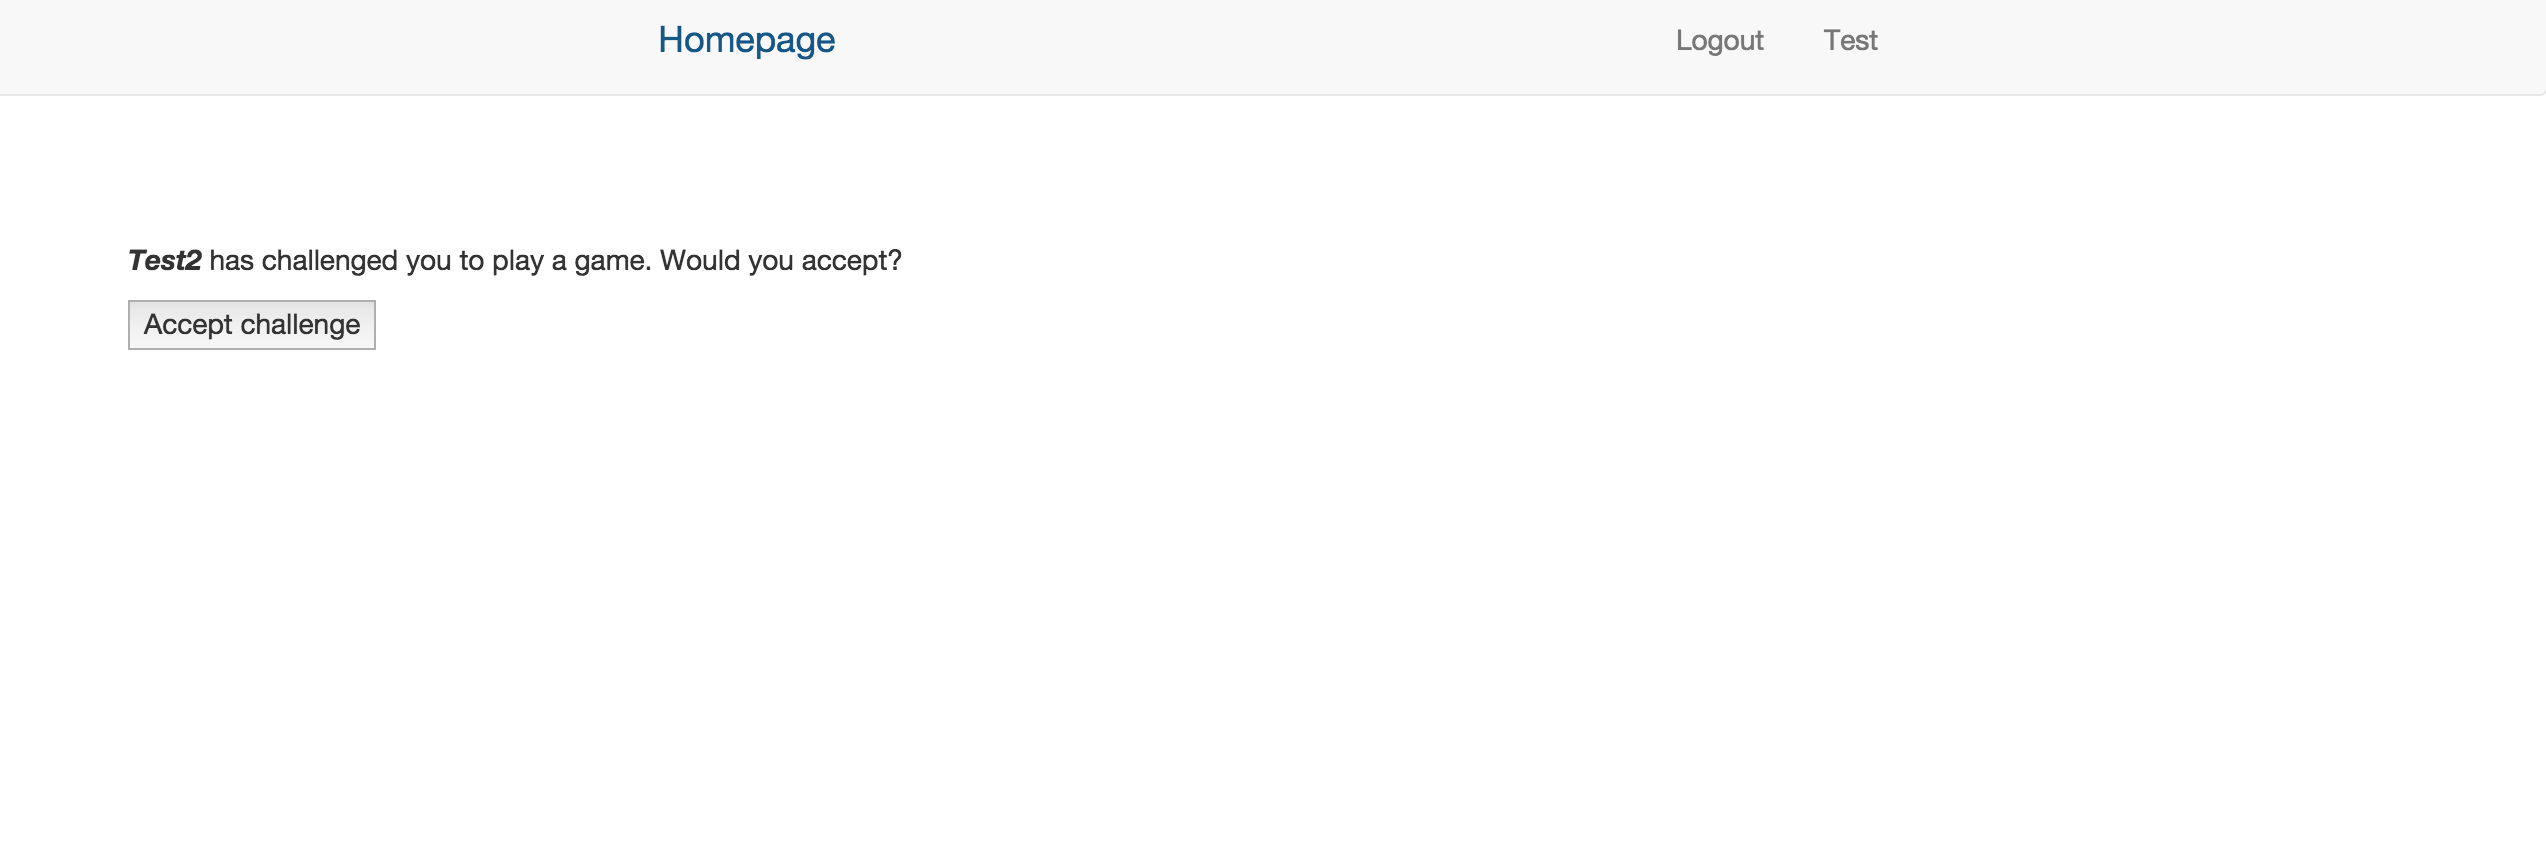 Homepage Logout Test
Test2 has challenged you to play a game. Would you accept?
Accept challenge